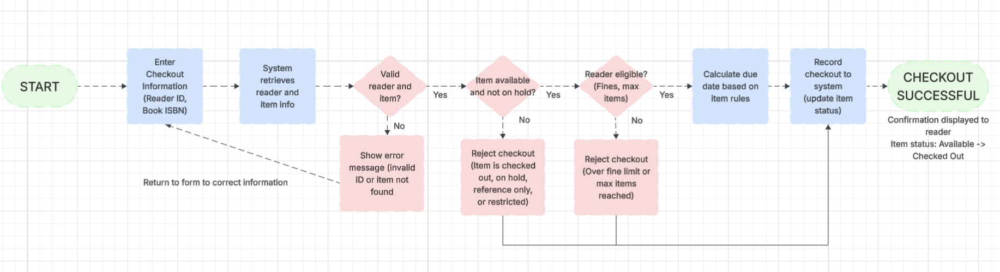 START
Enter
Checkout
Information
(Reader ID,
Book ISBN)
System
retrieves
reader and
item info
Valid
reader and
item?
Yes
No
Show error
message (invalid
ID or item not
found
Return to form to correct information
Item available
and not on hold?
Yes
No
Reject checkout
(Item is checked
out, on hold,
reference only,
or restricted)
Reader eligible?
(Fines, max
items)
Yes
No
Reject checkout
(Over fine limit or
max items
reached)
Calculate due
date based on
item rules
Record
checkout to
system
(update item
status)
CHECKOUT
SUCCESSFUL
Confirmation displayed to
reader
Item status: Available ->
Checked Out